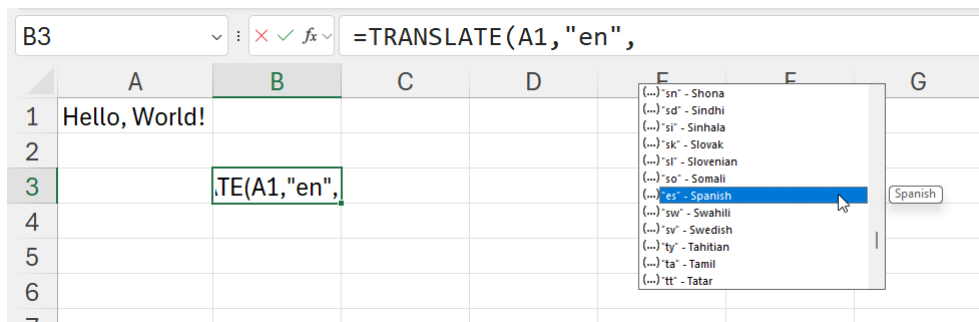 B3 fx =TRANSLATE(A1,"en",
A B C D E F G
(...) "sn" - Shona
1 Hello, World! (...) "sd" - Sindhi
(...) "si" - Sinhala
2 (...) "sk" - Slovak
(...) "sl" - Slovenian
3 TE(A1,"en", (...) "so" - Somali
(...) "es" - Spanish Spanish
4 (...) "sw" - Swahili
(...) "sv" - Swedish
5 (...) "ty" - Tahitian
(...) "ta" - Tamil
6 (...) "tt" - Tatar
7